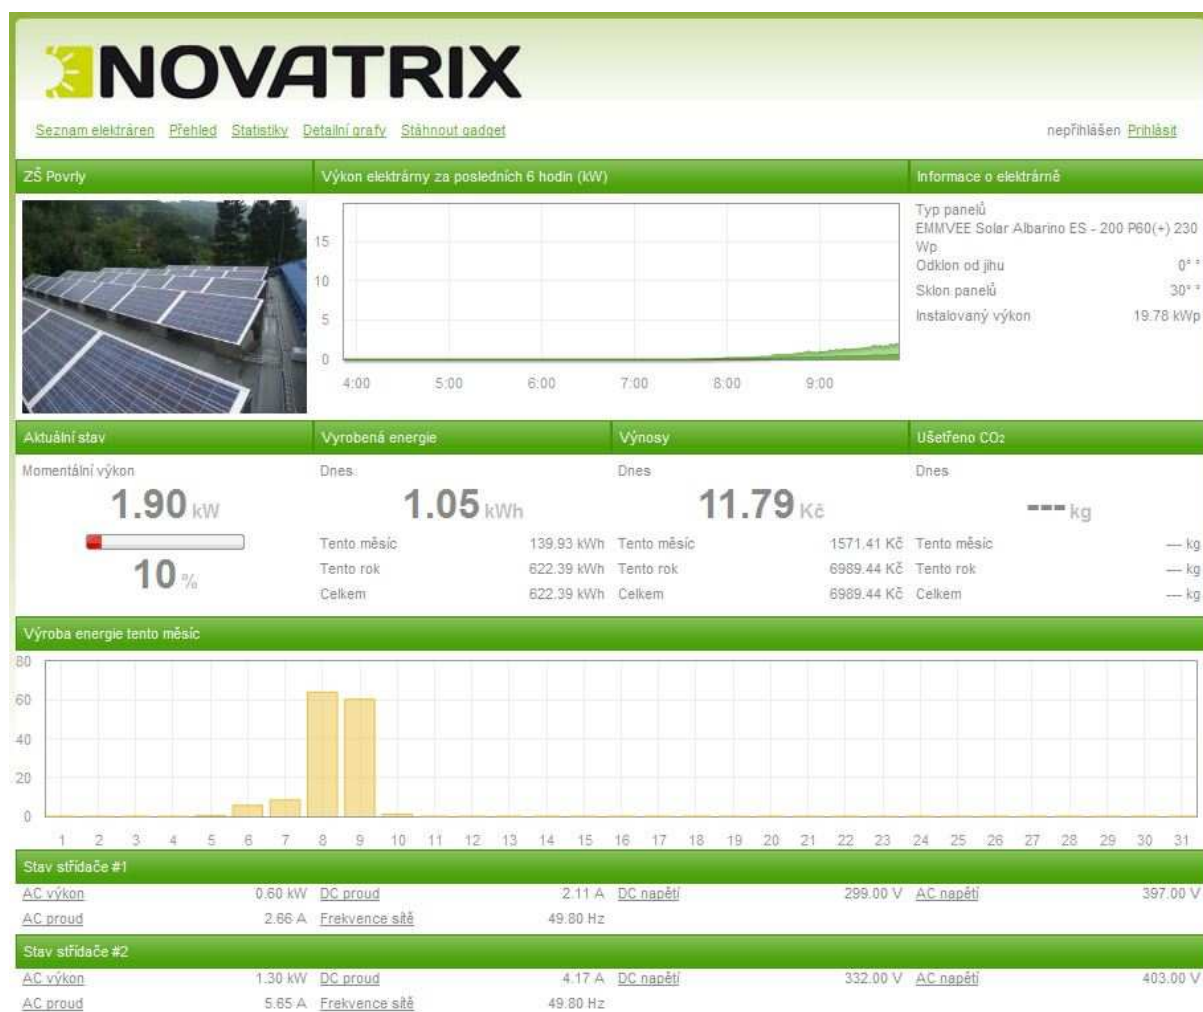 NOVATRIX
Seznam elektráren Přehled Statistiky Detailní grafy Stáhnout gadget nepřihlášen Prihlásit
ZŠ Povrly Výkon elektrárny za posledních 6 hodin (kW) Informace o elektrárně
Typ panelů
EMMVEE Solar Albarino ES - 200 P60(+) 230
Wp
Odklon od jihu 0° °
Sklon panelů 30° °
Instalovaný výkon 19.78 kWp
15
10
5
0
4:00 5:00 6:00 7:00 8:00 9:00
Aktuální stav Vyrobená energie Výnosy Ušetřeno CO2
Momentální výkon Dnes Dnes Dnes
1.90 kW 1.05 kWh 11.79 Kč --- kg
10 %
Tento měsíc 139.93 kWh Tento měsíc 1571.41 Kč Tento měsíc --- kg
Tento rok 622.39 kWh Tento rok 6989.44 Kč Tento rok --- kg
Celkem 622.39 kWh Celkem 6989.44 Kč Celkem --- kg
Výroba energie tento měsíc
80
60
40
20
0
1 2 3 4 5 6 7 8 9 10 11 12 13 14 15 16 17 18 19 20 21 22 23 24 25 26 27 28 29 30 31
Stav střídače #1
AC výkon 0.60 kW DC proud 2.11 A DC napětí 299.00 V AC napětí 397.00 V
AC proud 2.66 A Frekvence sítě 49.80 Hz
Stav střídače #2
AC výkon 1.30 kW DC proud 4.17 A DC napětí 332.00 V AC napětí 403.00 V
AC proud 5.65 A Frekvence sítě 49.80 Hz